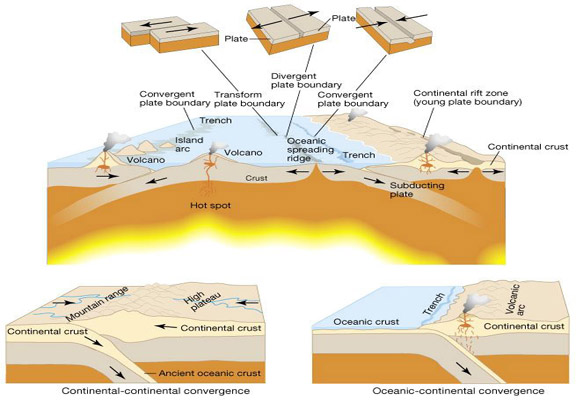 Plate
Plate
Divergent
plate boundary
Convergent
plate boundary
Transform
plate boundary
Convergent
plate boundary
Continental rift zone
(young plate boundary)
Trench
Island
arc
Volcano
Volcano
Oceanic
spreading
ridge
Trench
Continental crust
Crust
Subducting
plate
Hot spot
Mountain range
High
plateau
Continental crust
Continental crust
Ancient oceanic crust
Continental-continental convergence
Trench
Volcanic
arc
Oceanic crust
Continental crust
Oceanic-continental convergence